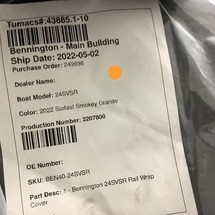 Tumacs#:43885.1-10
Bennington - Main Building
Ship Date: 2022-05-02
Purchase Order: 249896
Dealer Name:
Boat Model: 24SVSR
Color: 2022 Surfast Smokey Granite
Production Number: 2207800
OE Number:
SKU: BEN40-24SVSR
Part Desc: 1 - Bennington 24SVSR Rail Wrap
Cover